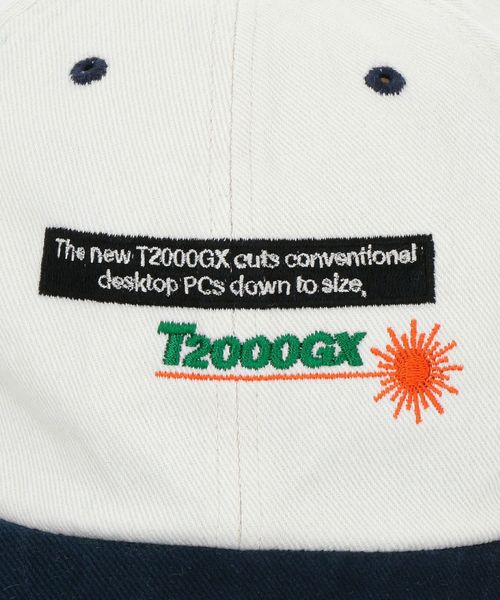 The new T2000GX cuts conventional
desktop PCs down to size,
T2000GX